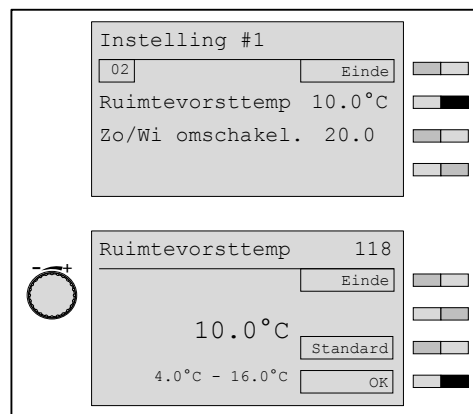 Instelling #1
02 Einde
Ruimtevorsttemp 10.0°C
Zo/Wi omschakel. 20.0
Ruimtevorsttemp 118
Einde
- +
10.0°C
Standard
4.0°C - 16.0°C OK